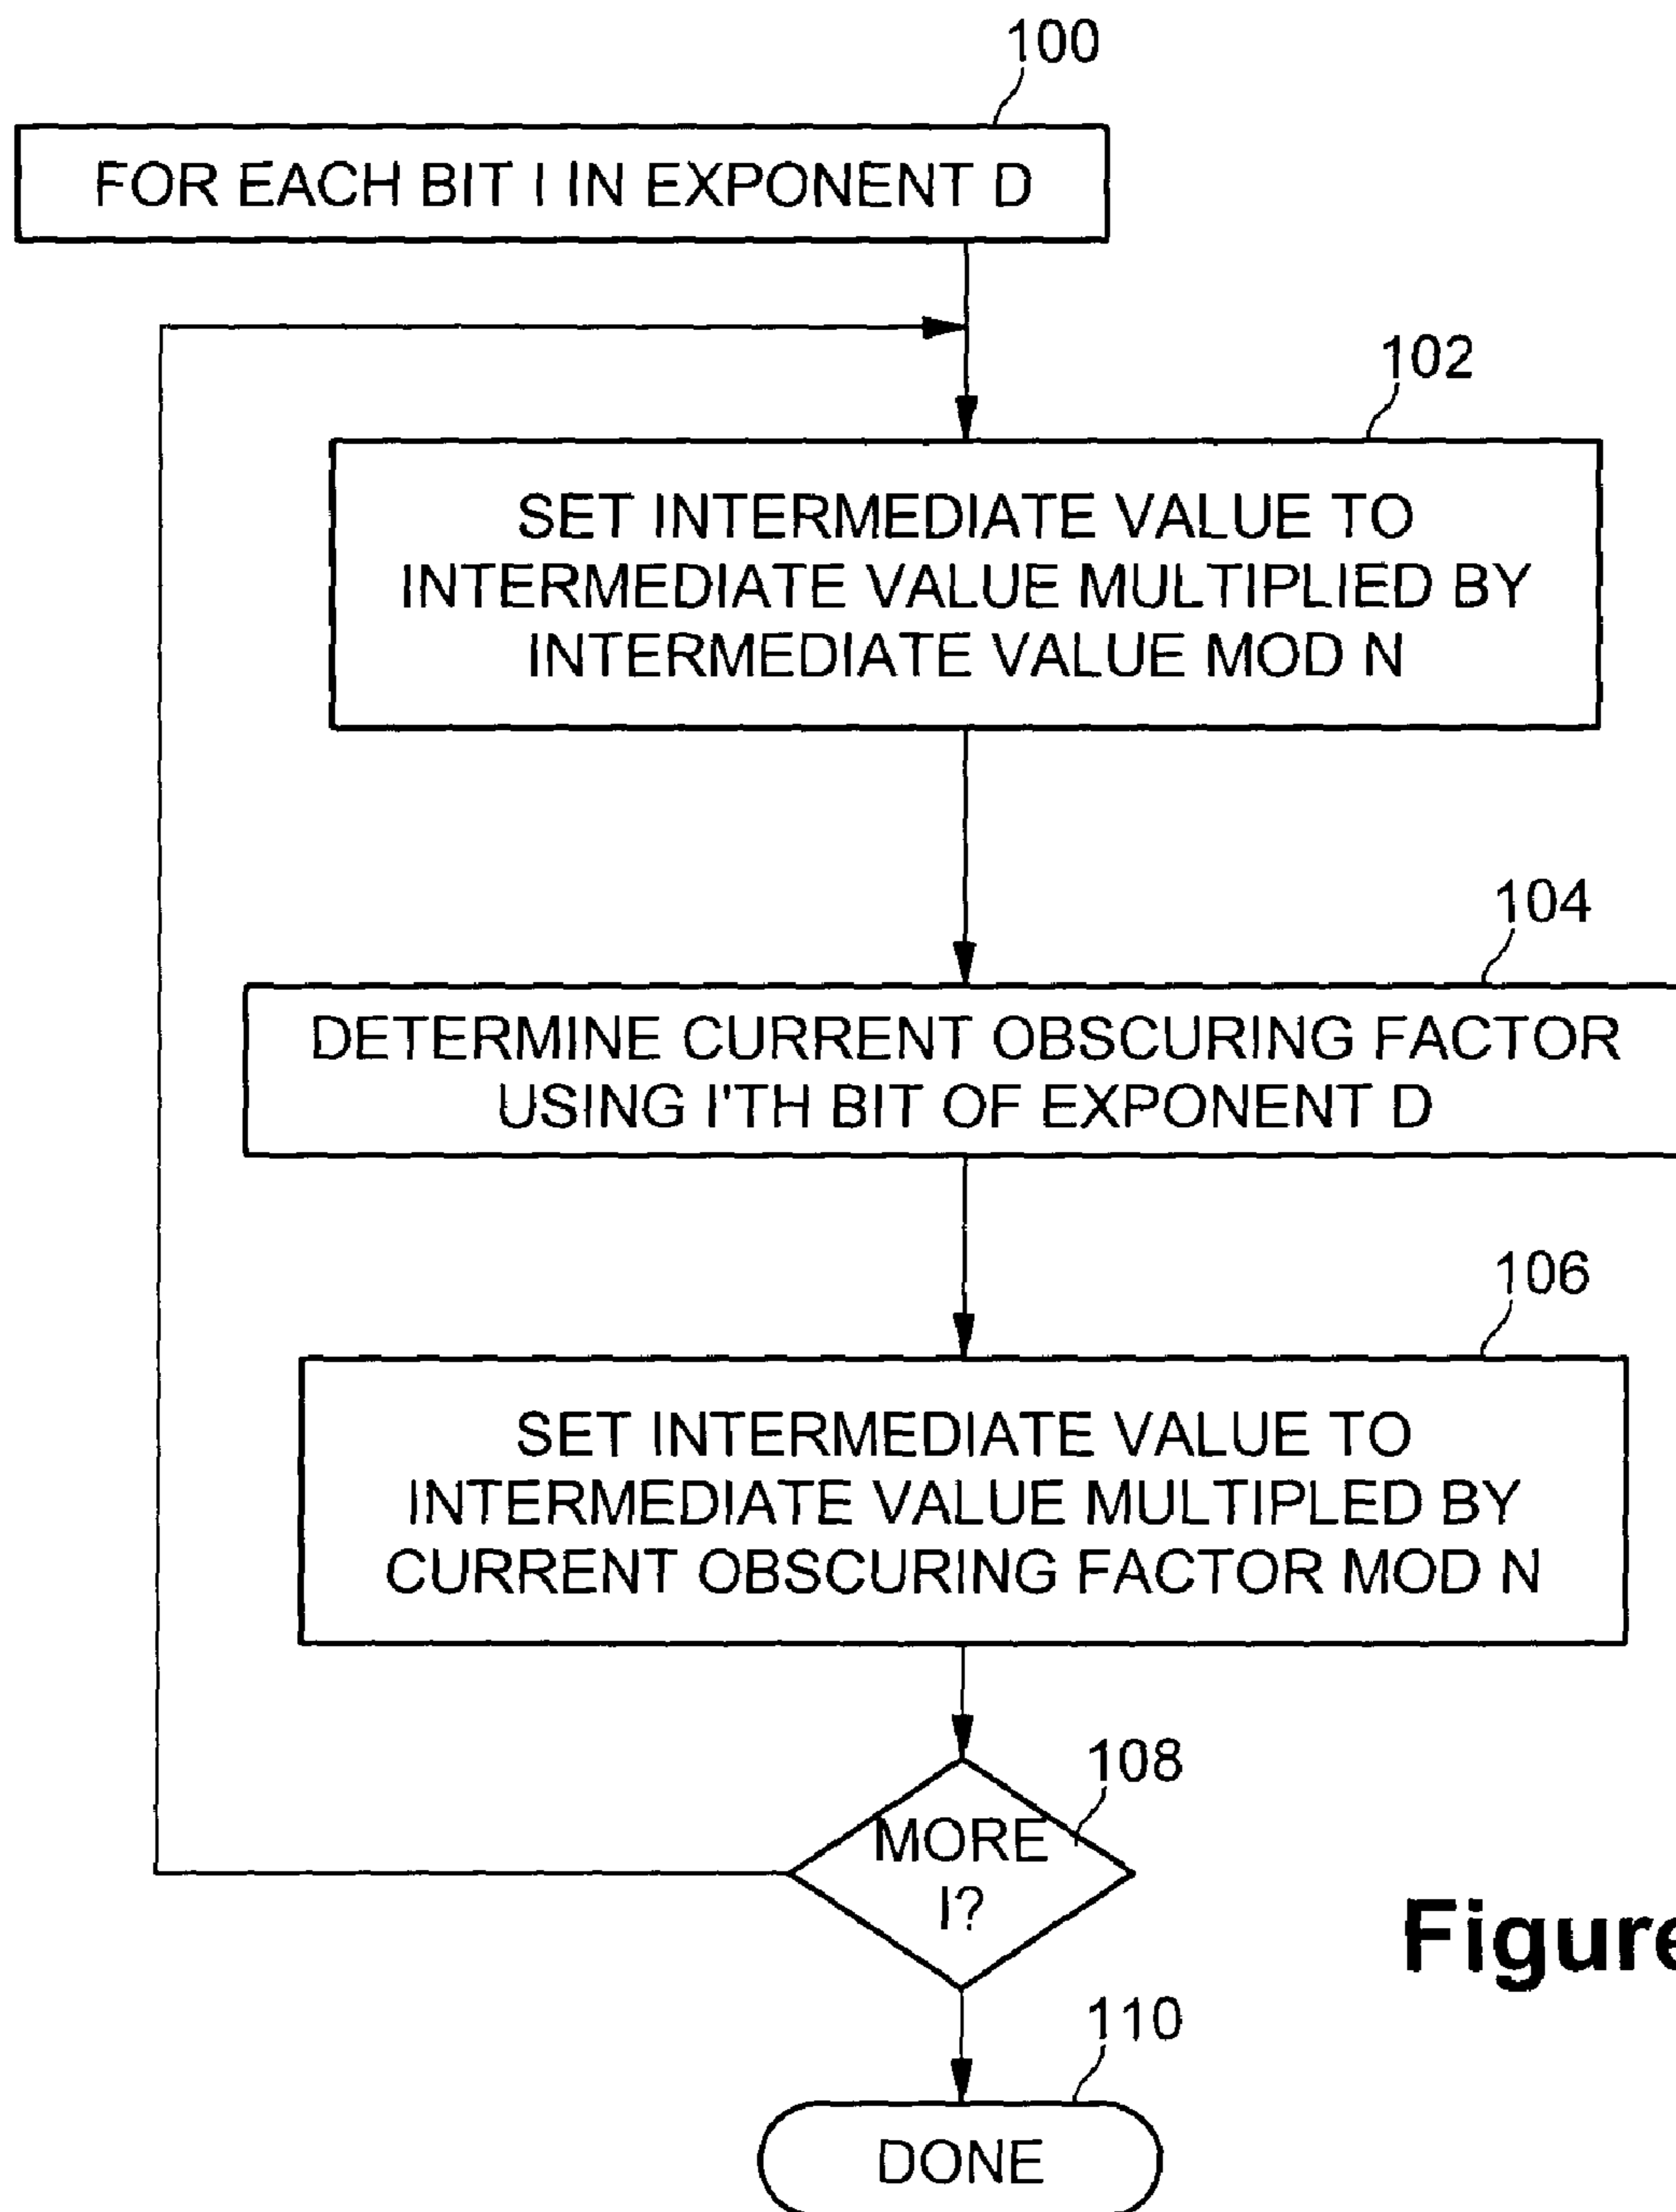 100
FOR EACH BIT I IN EXPONENT D
102
SET INTERMEDIATE VALUE TO
INTERMEDIATE VALUE MULTIPLIED BY
INTERMEDIATE VALUE MOD N
104
DETERMINE CURRENT OBSCURING FACTOR
USING I'TH BIT OF EXPONENT D
106
SET INTERMEDIATE VALUE TO
INTERMEDIATE VALUE MULTIPLED BY
CURRENT OBSCURING FACTOR MOD N
108
MORE
I?
Figure
110
DONE